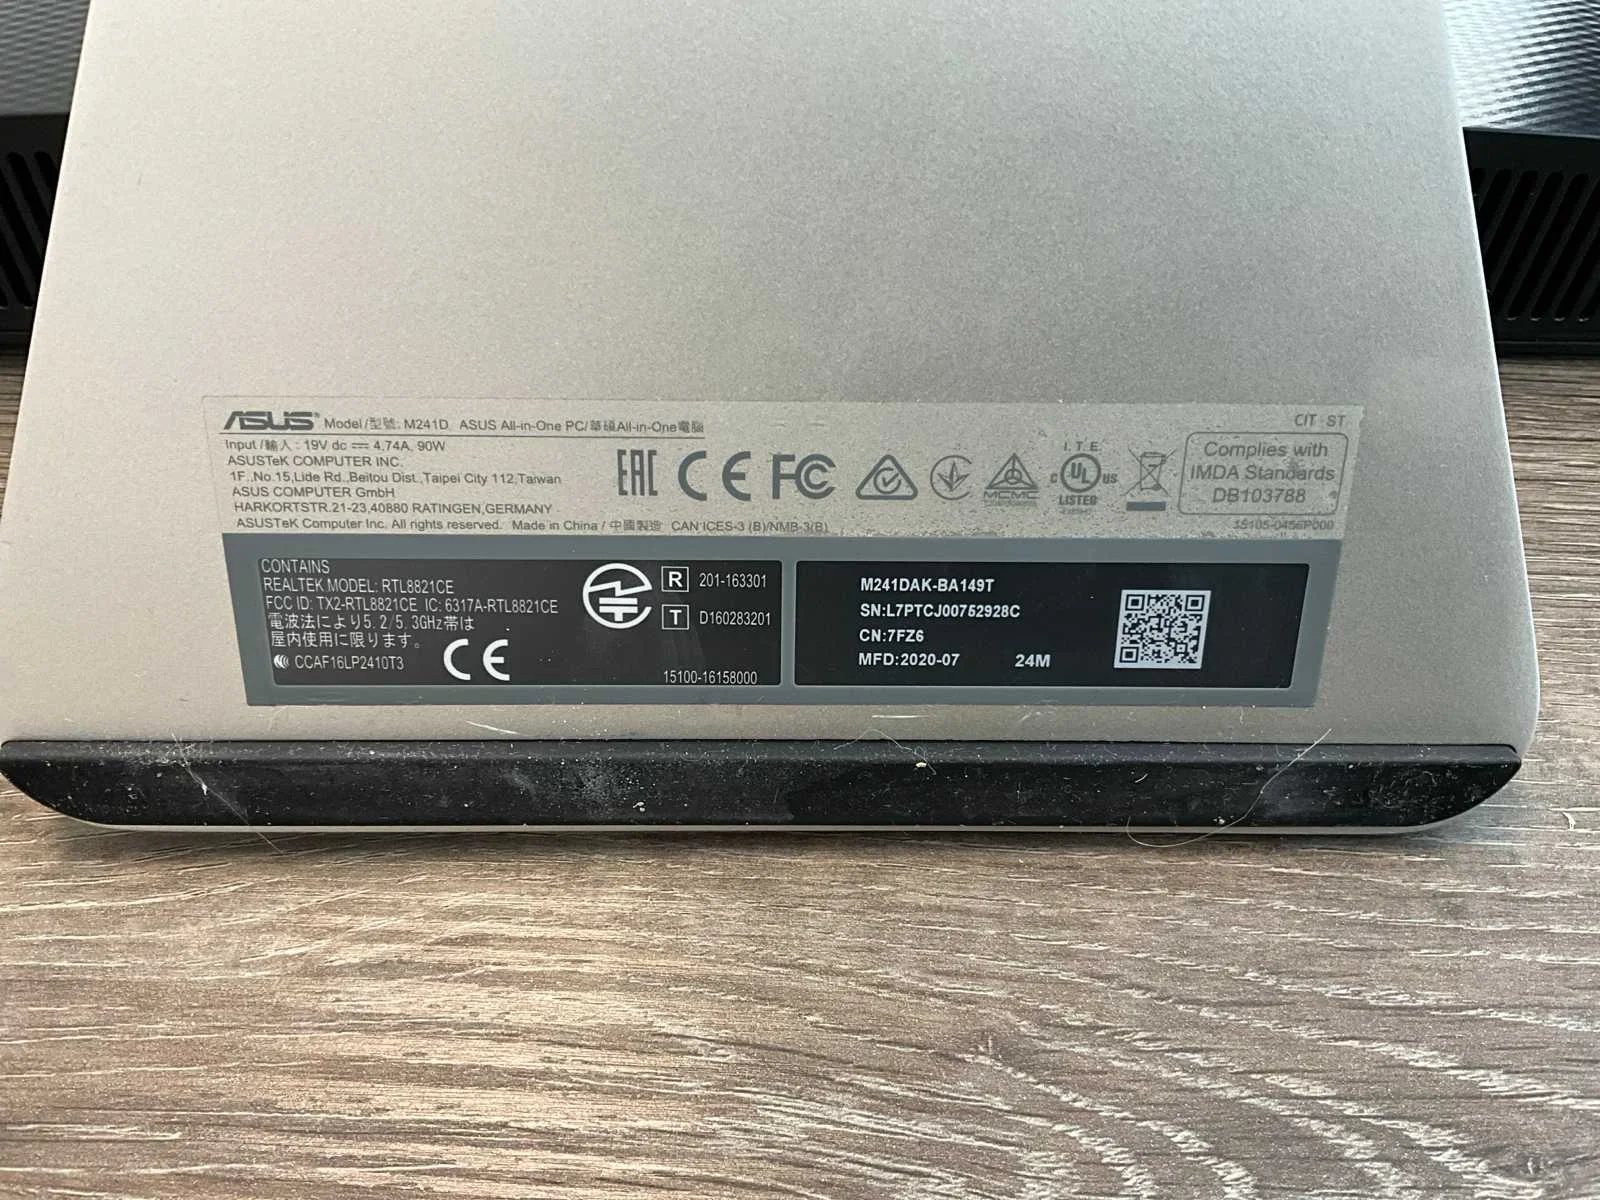 ASUS Model/型號: M241D ASUS All-in-One PC/華碩All-in-One電腦
Input /輸入: 19V dc ⎓ 4.74A, 90W
ASUSTeK COMPUTER INC.
1F.,No.15,Lide Rd.,Beitou Dist.,Taipei City 112,Taiwan
ASUS COMPUTER GmbH
HARKORTSTR.21-23,40880 RATINGEN,GERMANY
ASUSTeK Computer Inc. All rights reserved. Made in China / 中國製造 CAN ICES-3 (B)/NMB-3(B)
EAC CE FC
MCMC
I.T.E.
C UL US
LISTED
CIT ST
Complies with
IMDA Standards
DB103788
15105-0456P000
CONTAINS
REALTEK MODEL: RTL8821CE
FCC ID: TX2-RTL8821CE IC: 6317A-RTL8821CE
電波法により5.2/5.3GHz帯は
屋内使用に限ります。
CCAF16LP2410T3 CE
R 201-163301
T D160283201
15100-16158000
M241DAK-BA149T
SN:L7PTCJ00752928C
CN:7FZ6
MFD:2020-07 24M